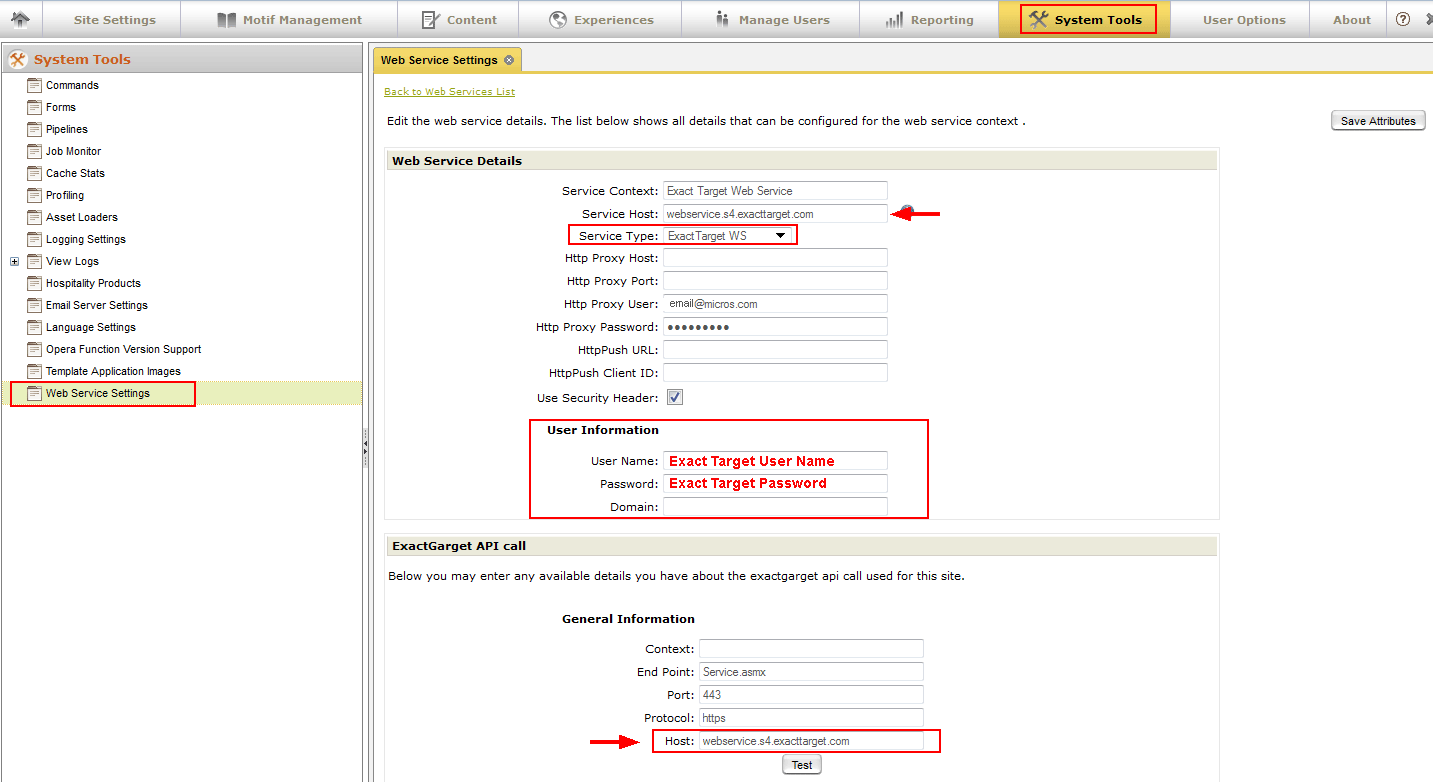 Site Settings Motif Management Content Experiences Manage Users Reporting System Tools User Options About ?
System Tools
Commands
Forms
Pipelines
Job Monitor
Cache Stats
Profiling
Asset Loaders
Logging Settings
View Logs
Hospitality Products
Email Server Settings
Language Settings
Opera Function Version Support
Template Application Images
Web Service Settings
Web Service Settings
Back to Web Services List
Edit the web service details. The list below shows all details that can be configured for the web service context .
Save Attributes
Web Service Details
Service Context: Exact Target Web Service
Service Host: webservice.s4.exacttarget.com
Service Type: ExactTarget WS
Http Proxy Host:
Http Proxy Port:
Http Proxy User: email@micros.com
Http Proxy Password: •••••••••
HttpPush URL:
HttpPush Client ID:
Use Security Header:
User Information
User Name: Exact Target User Name
Password: Exact Target Password
Domain:
ExactGarget API call
Below you may enter any available details you have about the exactgarget api call used for this site.
General Information
Context:
End Point: Service.asmx
Port: 443
Protocol: https
Host: webservice.s4.exacttarget.com
Test